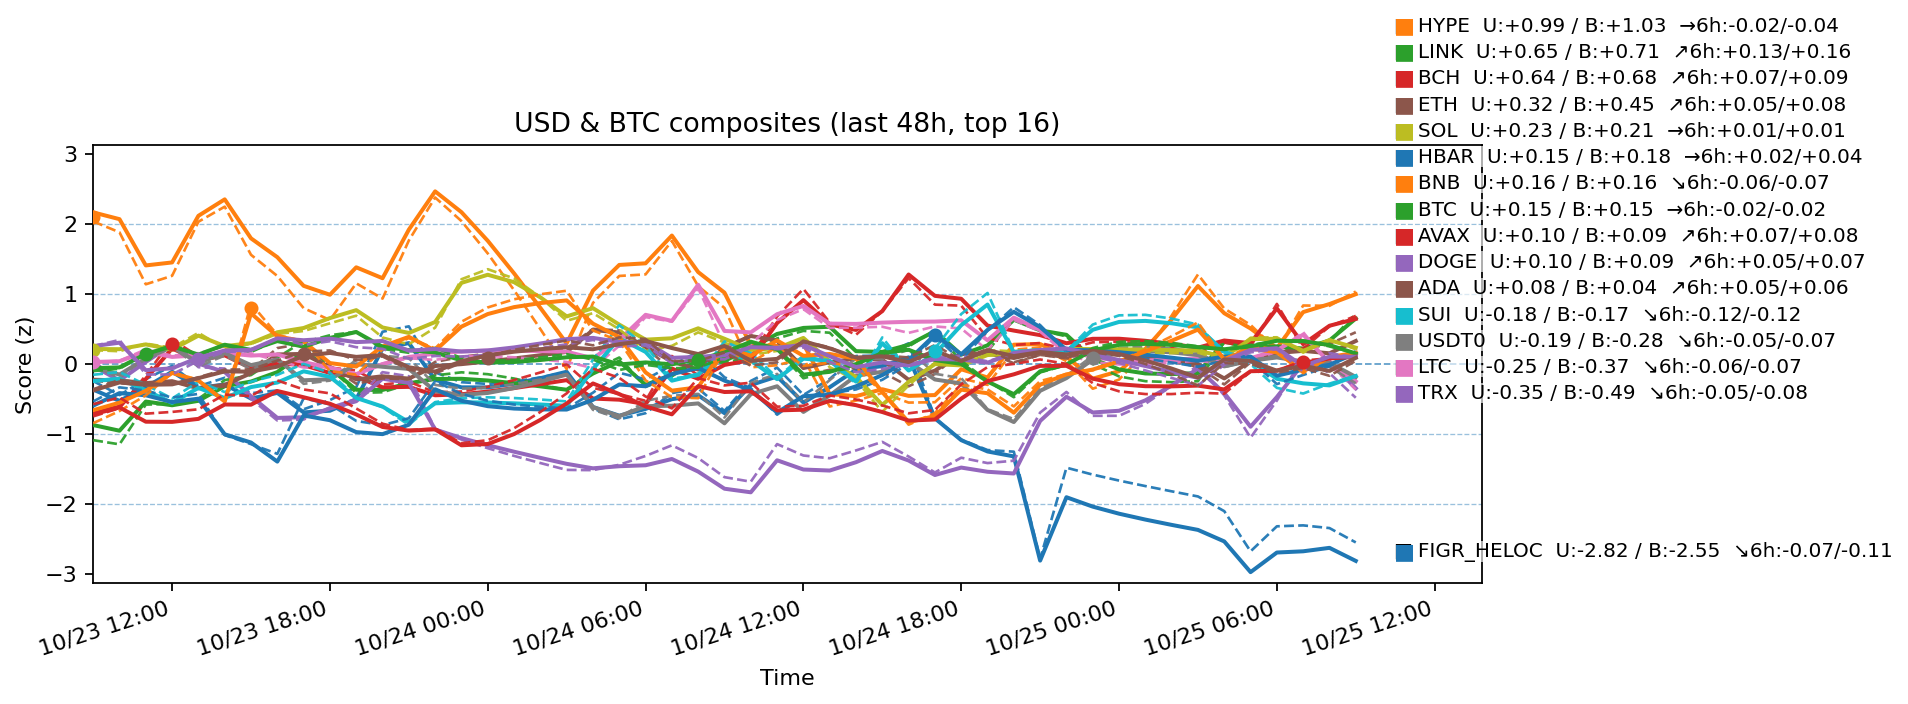 HYPE  U:+0.99 / B:+1.03  →6h:-0.02/-0.04
LINK  U:+0.65 / B:+0.71  ↗6h:+0.13/+0.16
BCH  U:+0.64 / B:+0.68  ↗6h:+0.07/+0.09
ETH  U:+0.32 / B:+0.45  ↗6h:+0.05/+0.08
SOL  U:+0.23 / B:+0.21  →6h:+0.01/+0.01
HBAR  U:+0.15 / B:+0.18  →6h:+0.02/+0.04
BNB  U:+0.16 / B:+0.16  ↘6h:-0.06/-0.07
BTC  U:+0.15 / B:+0.15  →6h:-0.02/-0.02
AVAX  U:+0.10 / B:+0.09  ↗6h:+0.07/+0.08
DOGE  U:+0.10 / B:+0.09  ↗6h:+0.05/+0.07
ADA  U:+0.08 / B:+0.04  ↗6h:+0.05/+0.06
SUI  U:-0.18 / B:-0.17  ↘6h:-0.12/-0.12
USDT0  U:-0.19 / B:-0.28  ↘6h:-0.05/-0.07
LTC  U:-0.25 / B:-0.37  ↘6h:-0.06/-0.07
TRX  U:-0.35 / B:-0.49  ↘6h:-0.05/-0.08
FIGR_HELOC  U:-2.82 / B:-2.55  ↘6h:-0.07/-0.11
USD & BTC composites (last 48h, top 16)
Score (z)
3
2
1
0
−1
−2
−3
10/23 12:00
10/23 18:00
10/24 00:00
10/24 06:00
10/24 12:00
10/24 18:00
10/25 00:00
10/25 06:00
10/25 12:00
Time